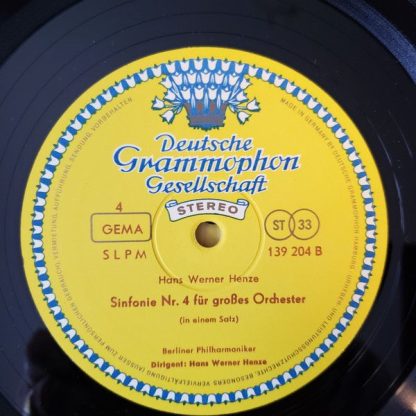 Deutsche
Grammophon
Gesellschaft
STEREO
4
GEMA
SLPM
ST 33
139 204 B
Hans Werner Henze
Sinfonie Nr. 4 für großes Orchester
(in einem Satz)
Berliner Philharmoniker
Dirigent: Hans Werner Henze
MADE IN GERMANY BY DEUTSCHE GRAMMOPHON